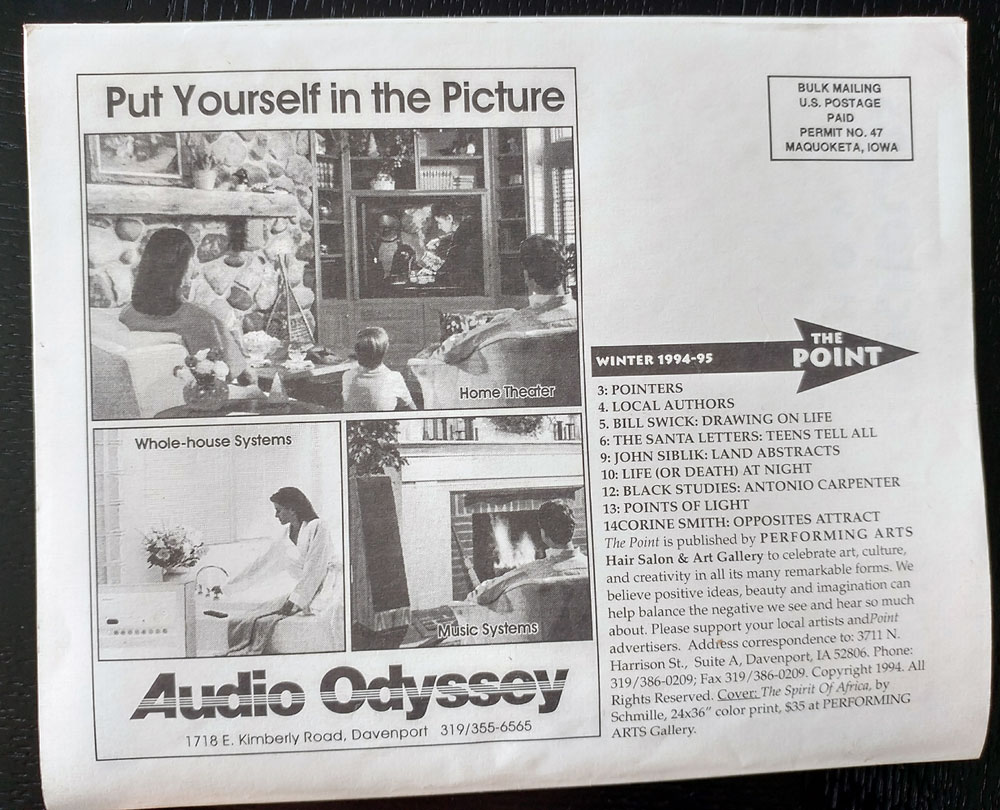 Put Yourself in the Picture
Home Theater
Whole-house Systems
Music Systems
Audio Odyssey
1718 E. Kimberly Road, Davenport 319/355-6565
BULK MAILING
U.S. POSTAGE
PAID
PERMIT NO. 47
MAQUOKETA, IOWA
WINTER 1994-95
THE
POINT
3: POINTERS
4. LOCAL AUTHORS
5. BILL SWICK: DRAWING ON LIFE
6: THE SANTA LETTERS: TEENS TELL ALL
9: JOHN SIBLIK: LAND ABSTRACTS
10: LIFE (OR DEATH) AT NIGHT
12: BLACK STUDIES: ANTONIO CARPENTER
13: POINTS OF LIGHT
14CORINE SMITH: OPPOSITES ATTRACT
The Point is published by PERFORMING ARTS
Hair Salon & Art Gallery to celebrate art, culture,
and creativity in all its many remarkable forms. We
believe positive ideas, beauty and imagination can
help balance the negative we see and hear so much
about. Please support your local artists andPoint
advertisers. Address correspondence to: 3711 N.
Harrison St., Suite A, Davenport, IA 52806. Phone:
319/386-0209; Fax 319/386-0209. Copyright 1994. All
Rights Reserved. Cover: The Spirit Of Africa, by
Schmille, 24x36" color print, $35 at PERFORMING
ARTS Gallery.